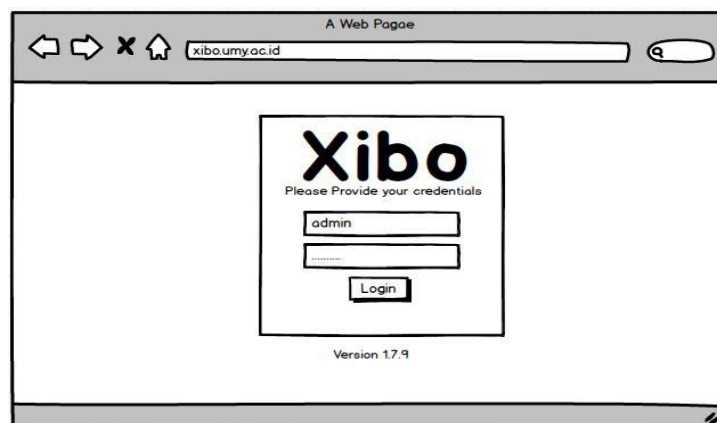 A Web Pagae
xibo.umy.ac.id
Xibo
Please Provide your credentials
admin
..........
Login
Version 1.7.9